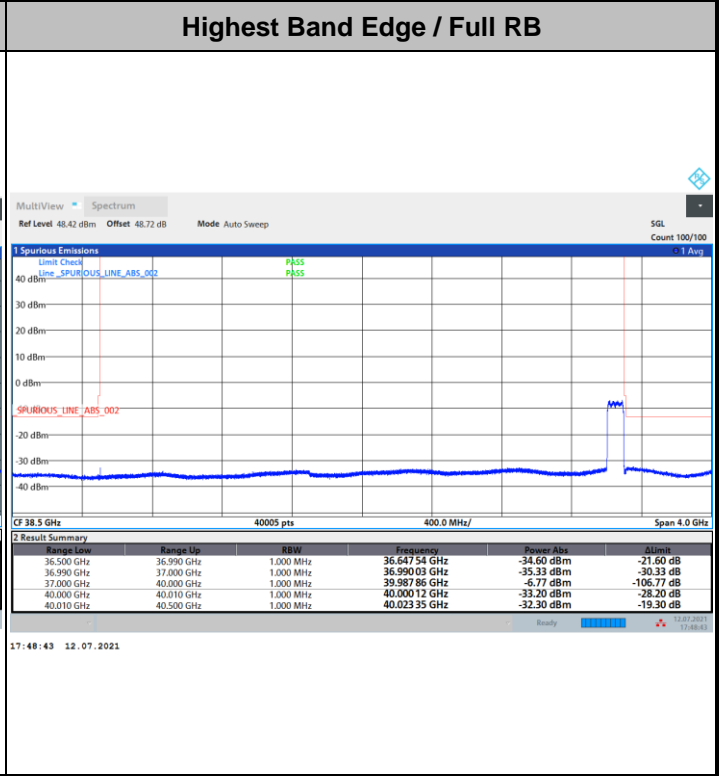 Highest Band Edge / Full RB
MultiView Spectrum
Ref Level 48.42 dBm Offset 48.72 dB Mode Auto Sweep SGL
Count 100/100
1 Spurious Emissions 1 Avg
Limit Check PASS
Line _SPURIOUS_LINE_ABS_002 PASS
40 dBm
30 dBm
20 dBm
10 dBm
0 dBm
_SPURIOUS_LINE_ABS_002
-20 dBm
-30 dBm
-40 dBm
CF 38.5 GHz 40005 pts 400.0 MHz/ Span 4.0 GHz
2 Result Summary
Range Low Range Up RBW Frequency Power Abs ΔLimit
36.500 GHz 36.990 GHz 1.000 MHz 36.647 54 GHz -34.60 dBm -21.60 dB
36.990 GHz 37.000 GHz 1.000 MHz 36.990 03 GHz -35.33 dBm -30.33 dB
37.000 GHz 40.000 GHz 1.000 MHz 39.987 86 GHz -6.77 dBm -106.77 dB
40.000 GHz 40.010 GHz 1.000 MHz 40.000 12 GHz -33.20 dBm -28.20 dB
40.010 GHz 40.500 GHz 1.000 MHz 40.023 35 GHz -32.30 dBm -19.30 dB
Ready 12.07.2021
17:48:43
17:48:43 12.07.2021